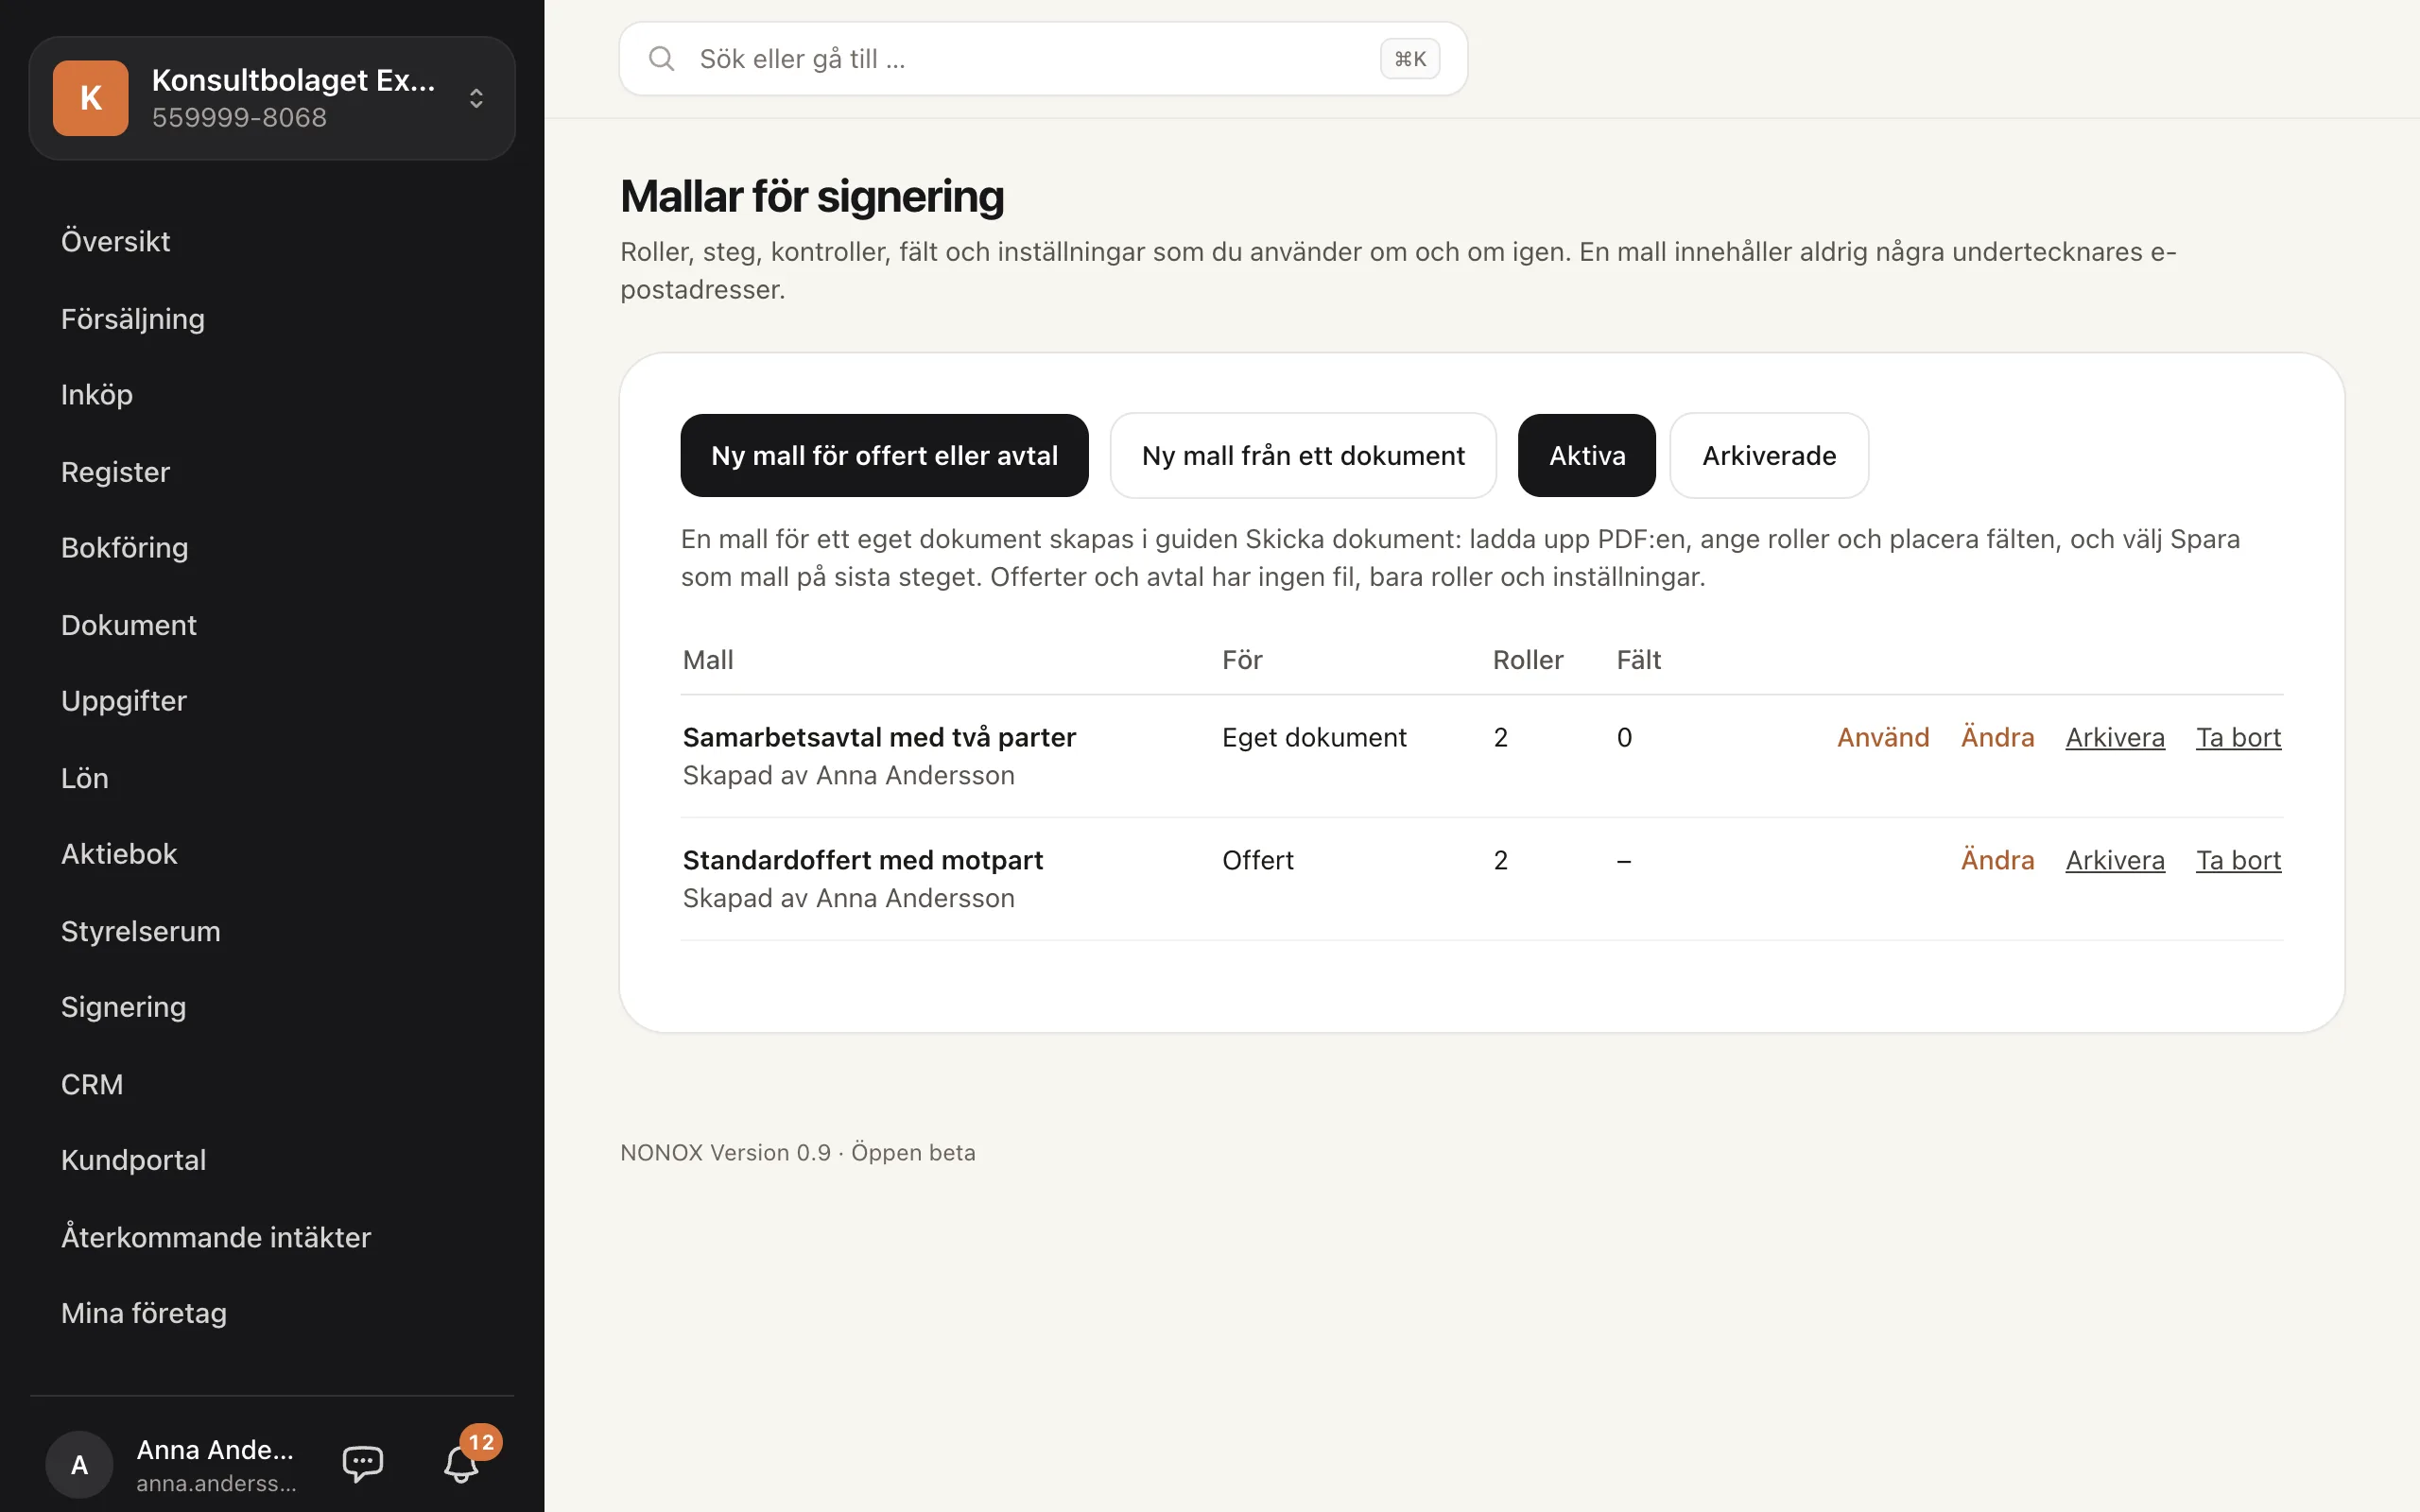 K
Konsultbolaget Ex...
559999-8068
Översikt
Försäljning
Inköp
Register
Bokföring
Dokument
Uppgifter
Lön
Aktiebok
Styrelserum
Signering
CRM
Kundportal
Återkommande intäkter
Mina företag
A
Anna Ande...
anna.anderss...
12
Sök eller gå till ...
⌘K
Mallar för signering
Roller, steg, kontroller, fält och inställningar som du använder om och om igen. En mall innehåller aldrig några undertecknares e-
postadresser.
Ny mall för offert eller avtal
Ny mall från ett dokument
Aktiva
Arkiverade
En mall för ett eget dokument skapas i guiden Skicka dokument: ladda upp PDF:en, ange roller och placera fälten, och välj Spara
som mall på sista steget. Offerter och avtal har ingen fil, bara roller och inställningar.
Mall För Roller Fält
Samarbetsavtal med två parter Eget dokument 2 0 Använd Ändra Arkivera Ta bort
Skapad av Anna Andersson
Standardoffert med motpart Offert 2 – Ändra Arkivera Ta bort
Skapad av Anna Andersson
NONOX Version 0.9 · Öppen beta